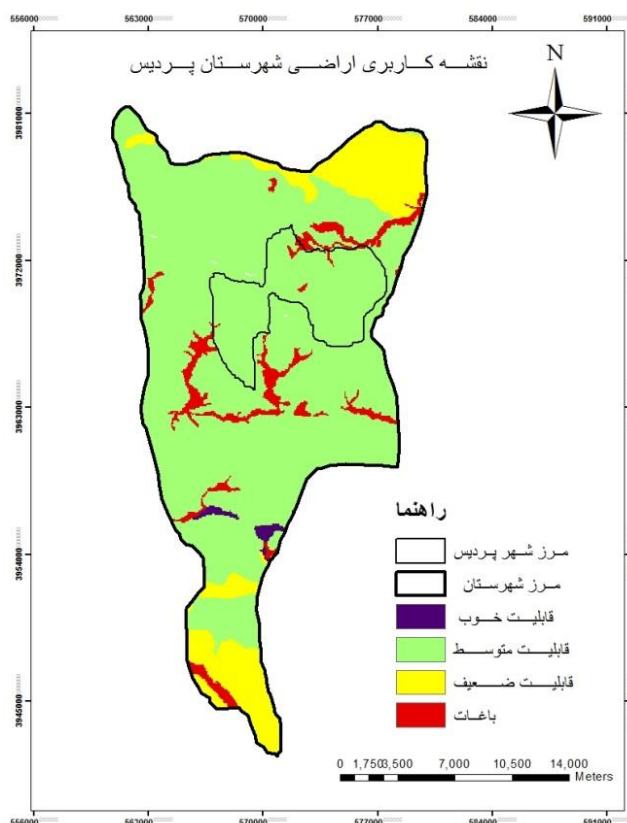 556000 563000 570000 577000 584000 591000
نقشه کاربری اراضی شهرستان پردیس
N
3981000
3972000
3963000
3954000
3945000
راهنما
مرز شهر پردیس
مرز شهرستان
قابلیت خوب
قابلیت متوسط
قابلیت ضعیف
باغات
0 1,750 3,500 7,000 10,500 14,000
Meters
556000 563000 570000 577000 584000 591000